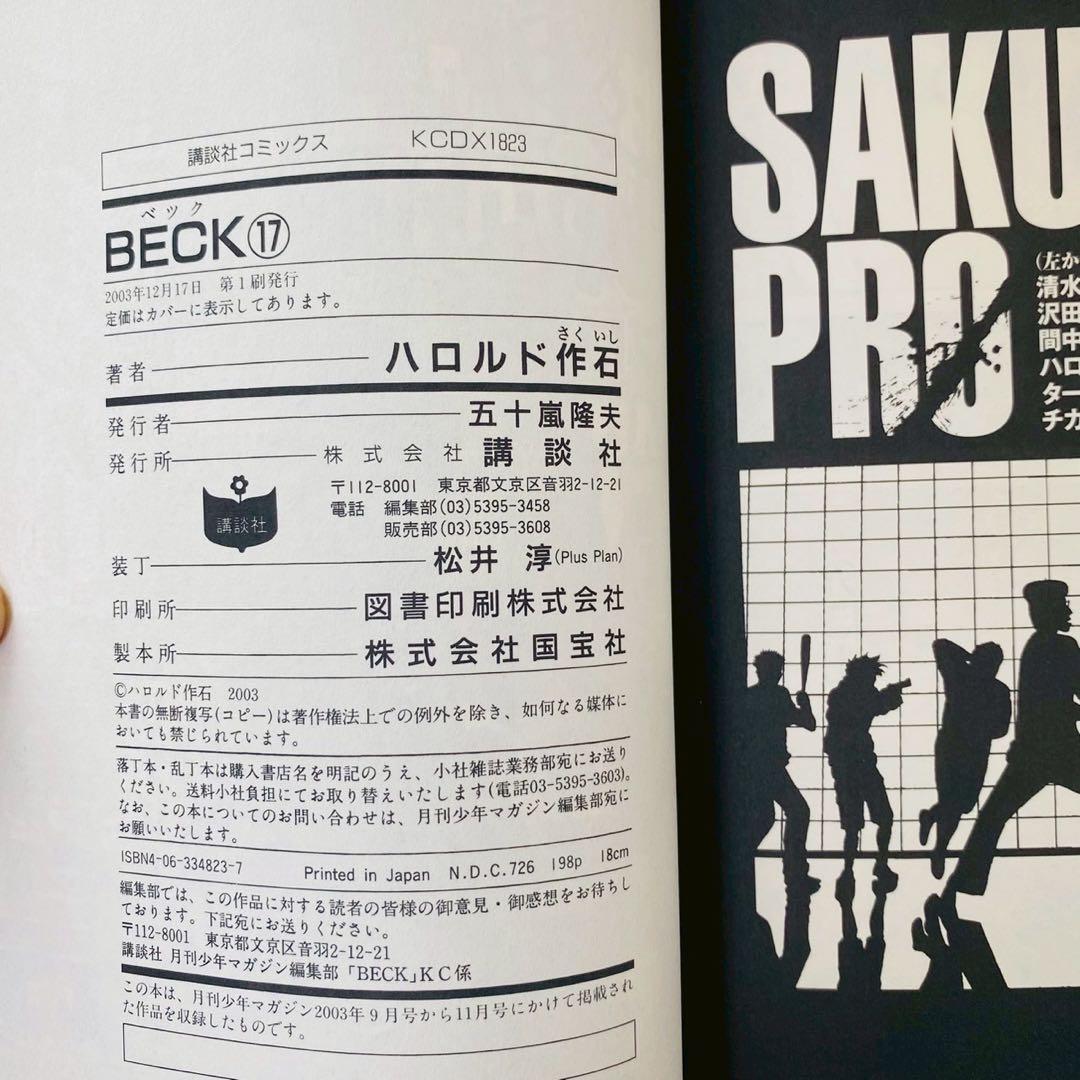 講談社コミックス KCDX1823
ベック
BECK⑰
2003年12月17日 第1刷発行
定価はカバーに表示してあります。
さくいし
著者 ハロルド作石
発行者 五十嵐隆夫
発行所 株式会社 講談社
〒112-8001 東京都文京区音羽2-12-21
電話 編集部(03)5395-3458
販売部(03)5395-3608
講談社
装丁 松井 淳(Plus Plan)
印刷所 図書印刷株式会社
製本所 株式会社国宝社
©ハロルド作石 2003
本書の無断複写(コピー)は著作権法上での例外を除き、如何なる媒体に
おいても禁じられています。
落丁本・乱丁本は購入書店名を明記のうえ、小社雑誌業務部宛にお送り
ください。送料小社負担にてお取り替えいたします(電話03-5395-3603)。
なお、この本についてのお問い合わせは、月刊少年マガジン編集部宛に
お願いいたします。
ISBN4-06-334823-7 Printed in Japan N.D.C.726 198p 18cm
編集部では、この作品に対する読者の皆様の御意見・御感想をお待ちし
ております。下記宛にお送りください。
〒112-8001 東京都文京区音羽2-12-21
講談社 月刊少年マガジン編集部「BECK」KC係
この本は、月刊少年マガジン2003年9月号から11月号にかけて掲載され
た作品を収録したものです。
SAKU
PRO
(左か
清水
沢田
間中
ハロ
ター
チカ